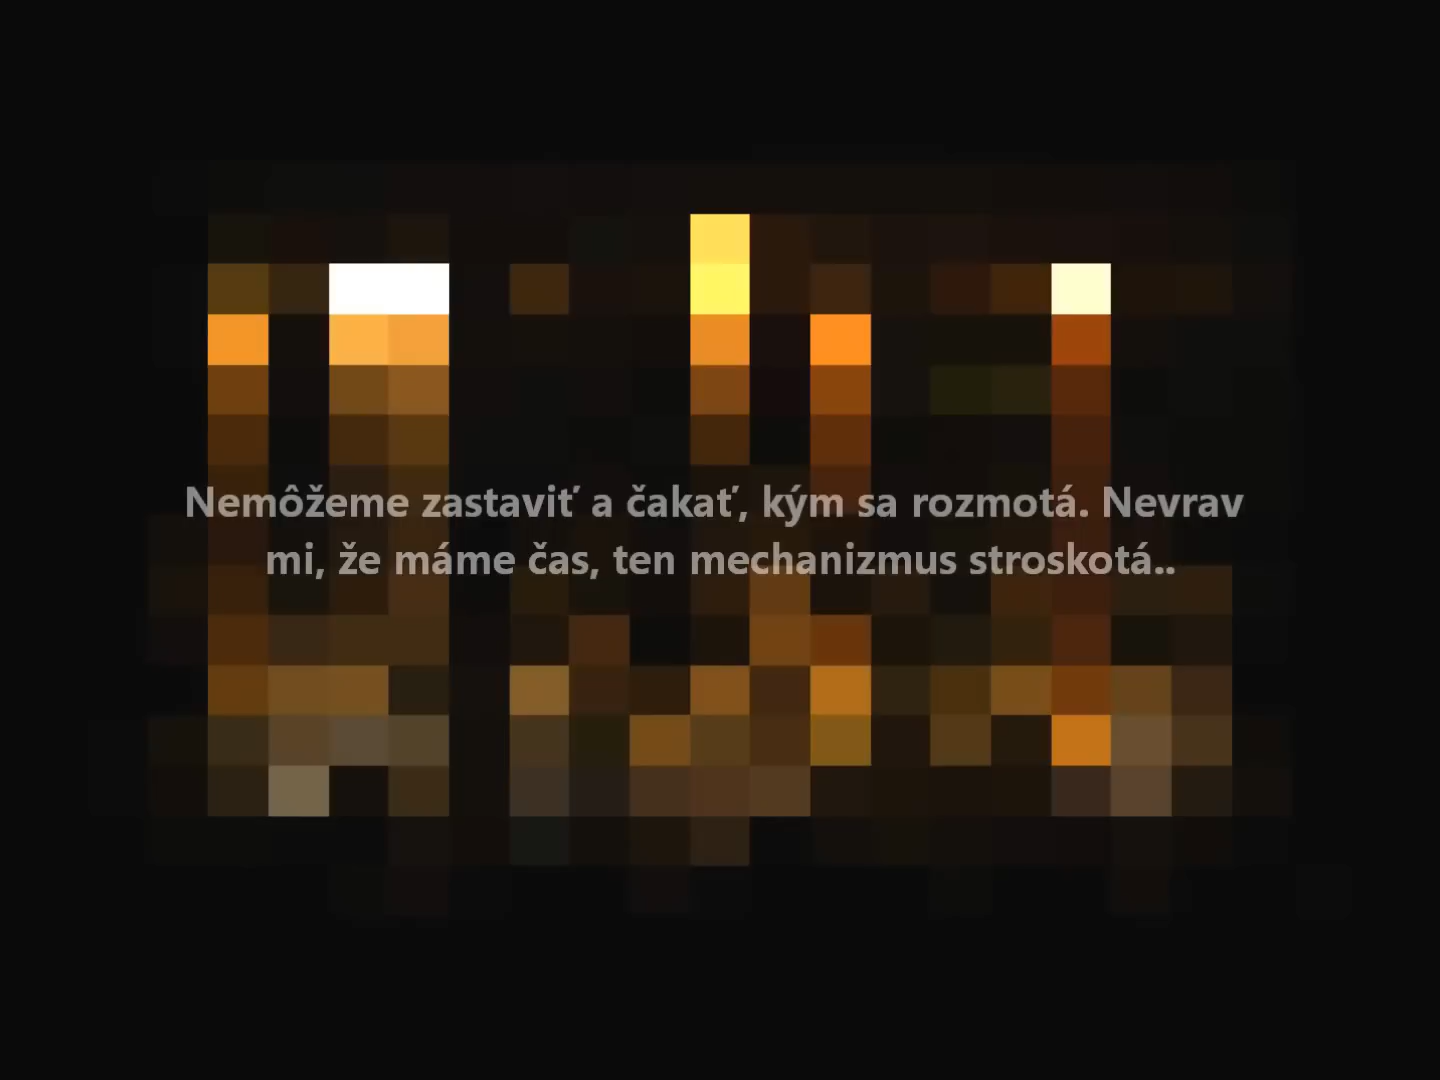 Nemôžeme zastaviť a čakať, kým sa rozmotá. Nevrav
mi, že máme čas, ten mechanizmus stroskotá..